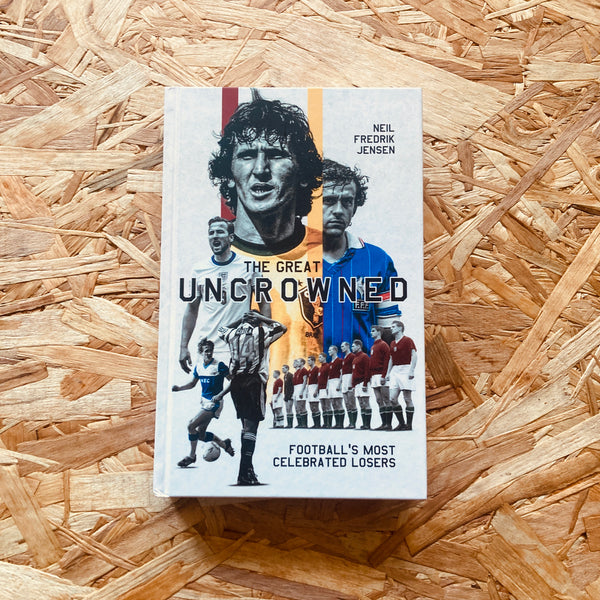 NEIL
FREDRIK
JENSEN
THE GREAT
UNCROWNED
FOOTBALL'S MOST
CELEBRATED LOSERS